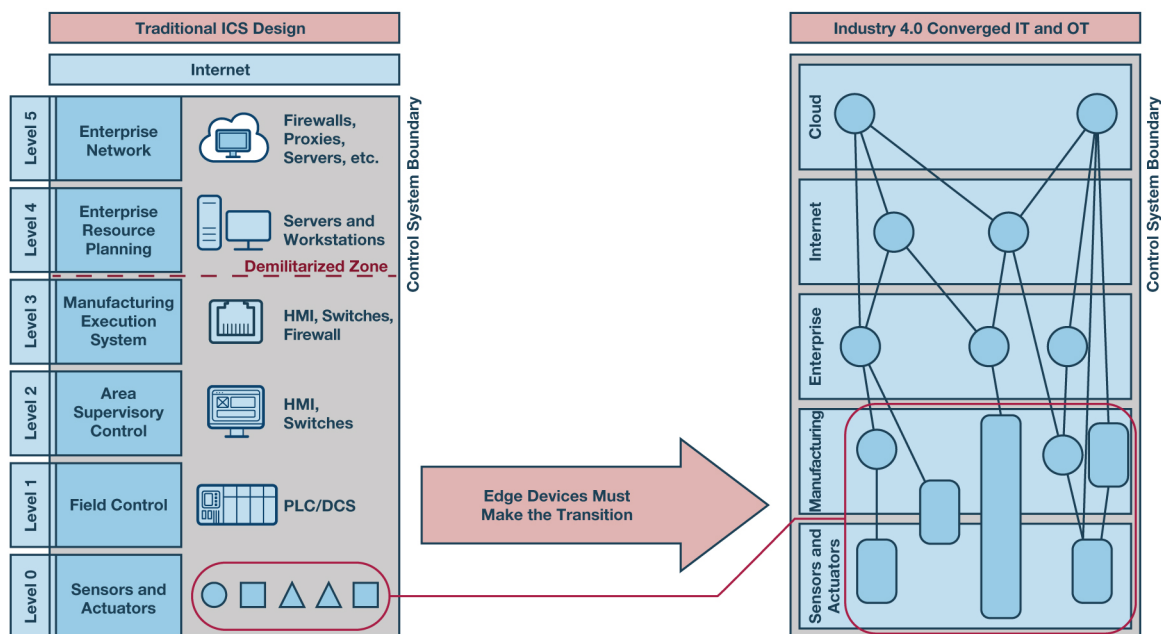 Traditional ICS Design
Internet
Level 5
Enterprise
Network
Firewalls,
Proxies,
Servers, etc.
Level 4
Enterprise
Resource
Planning
Servers and
Workstations
Demilitarized Zone
Level 3
Manufacturing
Execution
System
HMI, Switches,
Firewall
Level 2
Area
Supervisory
Control
HMI,
Switches
Level 1
Field Control
PLC/DCS
Level 0
Sensors and
Actuators
Control System Boundary
Edge Devices Must
Make the Transition
Industry 4.0 Converged IT and OT
Cloud
Internet
Enterprise
Manufacturing
Sensors and
Actuators
Control System Boundary